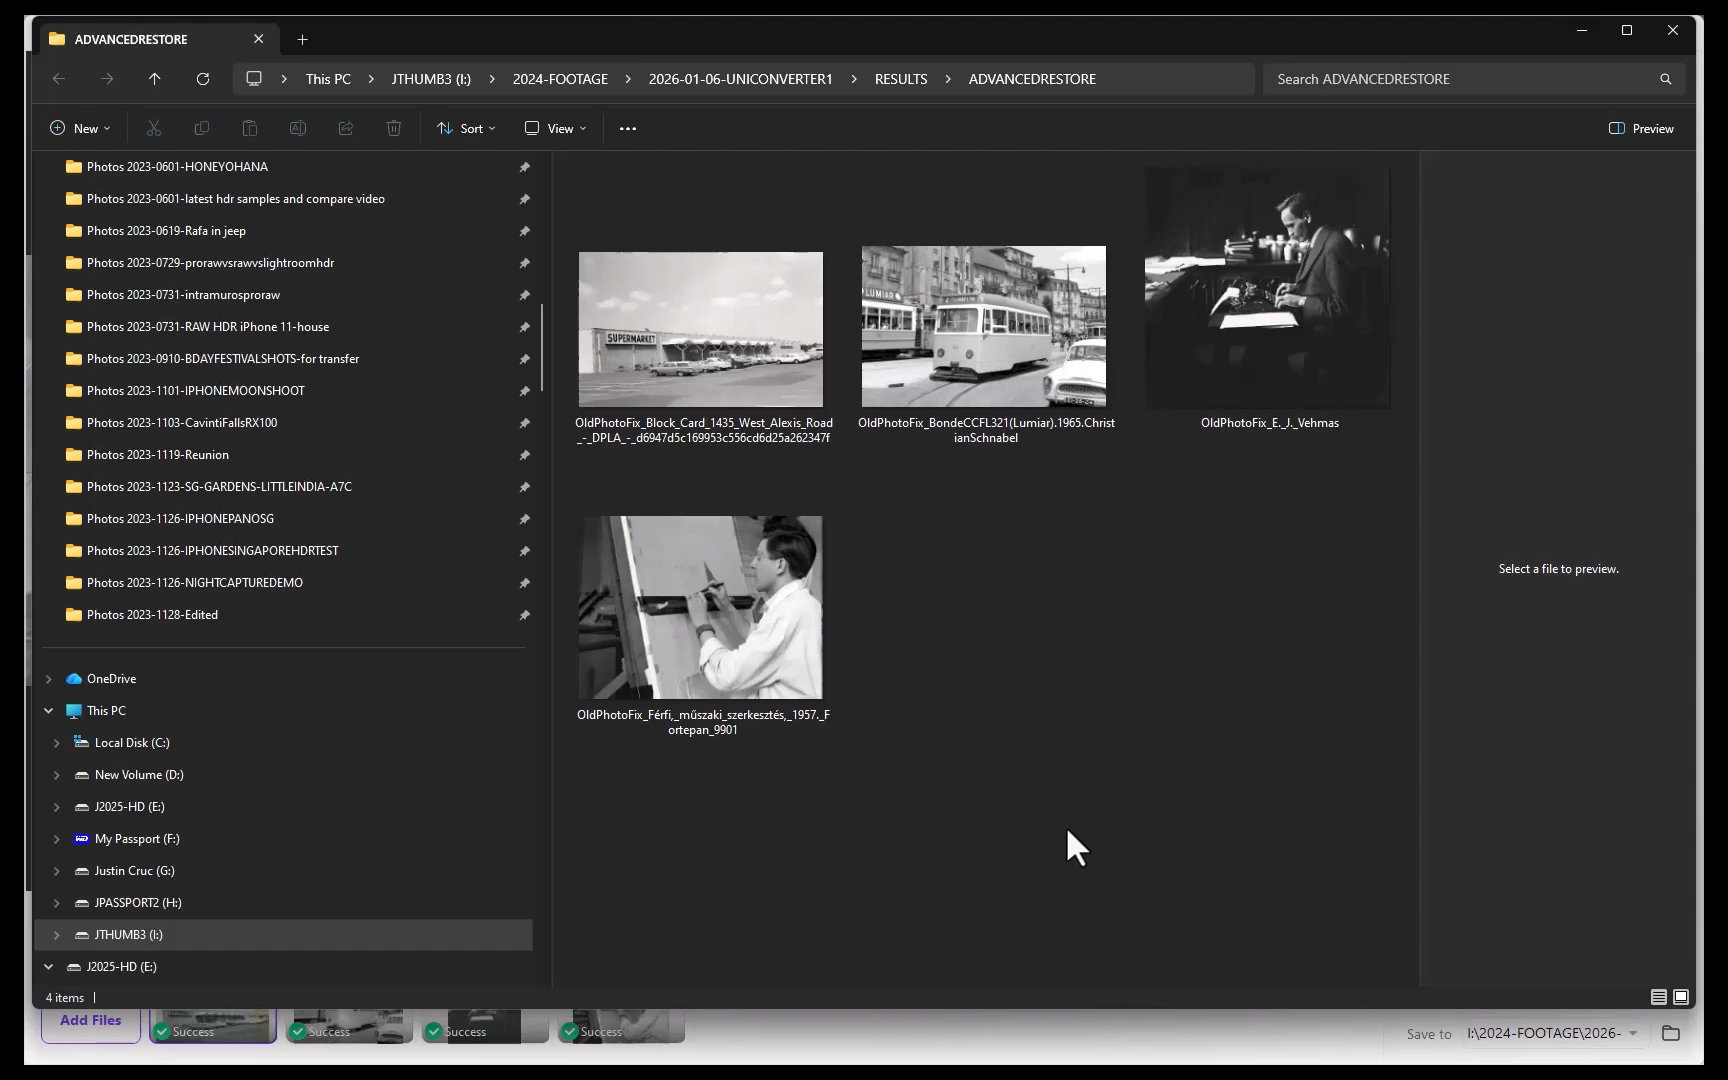 ADVANCEDRESTORE
This PC > JTHUMB3 (I:) > 2024-FOOTAGE > 2026-01-06-UNICONVERTER1 > RESULTS > ADVANCEDRESTORE
Search ADVANCEDRESTORE
New
Sort
View
Preview
Photos 2023-0601-HONEYOHANA
Photos 2023-0601-latest hdr samples and compare video
Photos 2023-0619-Rafa in jeep
Photos 2023-0729-prorawvsrawvslightroomhdr
Photos 2023-0731-intramurosproraw
Photos 2023-0731-RAW HDR iPhone 11-house
Photos 2023-0910-BDAYFESTIVALSHOTS-for transfer
Photos 2023-1101-IPHONEMOONSHOOT
Photos 2023-1103-CavintiFallsRX100
Photos 2023-1119-Reunion
Photos 2023-1123-SG-GARDENS-LITTLEINDIA-A7C
Photos 2023-1126-IPHONEPANOSG
Photos 2023-1126-IPHONESINGAPOREHDRTEST
Photos 2023-1126-NIGHTCAPTUREDEMO
Photos 2023-1128-Edited
OneDrive
This PC
Local Disk (C:)
New Volume (D:)
J2025-HD (E:)
My Passport (F:)
Justin Cruc (G:)
JPASSPORT2 (H:)
JTHUMB3 (I:)
J2025-HD (E:)
4 items
SUPERMARKET
OldPhotoFix_Block_Card_1435_West_Alexis_Road
_-_DPLA_-_d6947d5c169953c556cd6d25a262347f
LUMIAR
OldPhotoFix_BondeCCFL321(Lumiar).1965.Christ
ianSchnabel
OldPhotoFix_E._J._Vehmas
OldPhotoFix_Férfi,_műszaki_szerkesztés,_1957._F
ortepan_9901
Select a file to preview.
Add Files
Success
Success
Success
Success
Save to
I:\2024-FOOTAGE\2026-